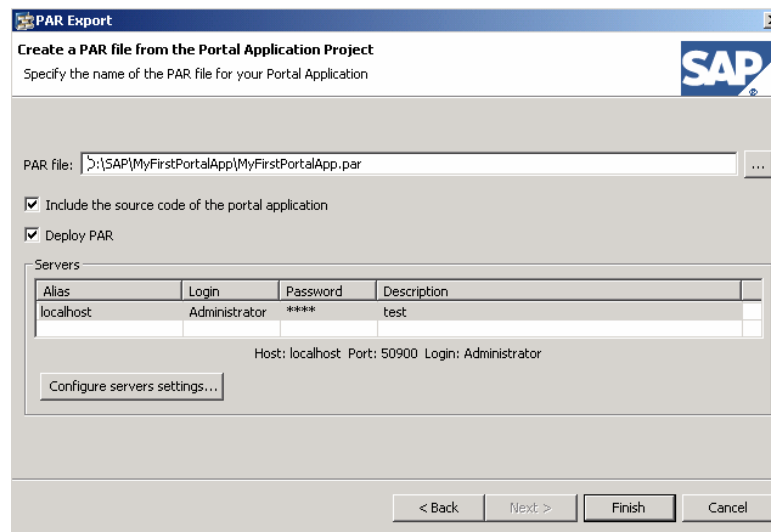 PAR Export
Create a PAR file from the Portal Application Project
Specify the name of the PAR file for your Portal Application
SAP
®
PAR file: D:\SAP\MyFirstPortalApp\MyFirstPortalApp.par ...
Include the source code of the portal application
Deploy PAR
Servers
Alias Login Password Description
localhost Administrator **** test
Host: localhost Port: 50900 Login: Administrator
Configure servers settings...
< Back Next > Finish Cancel